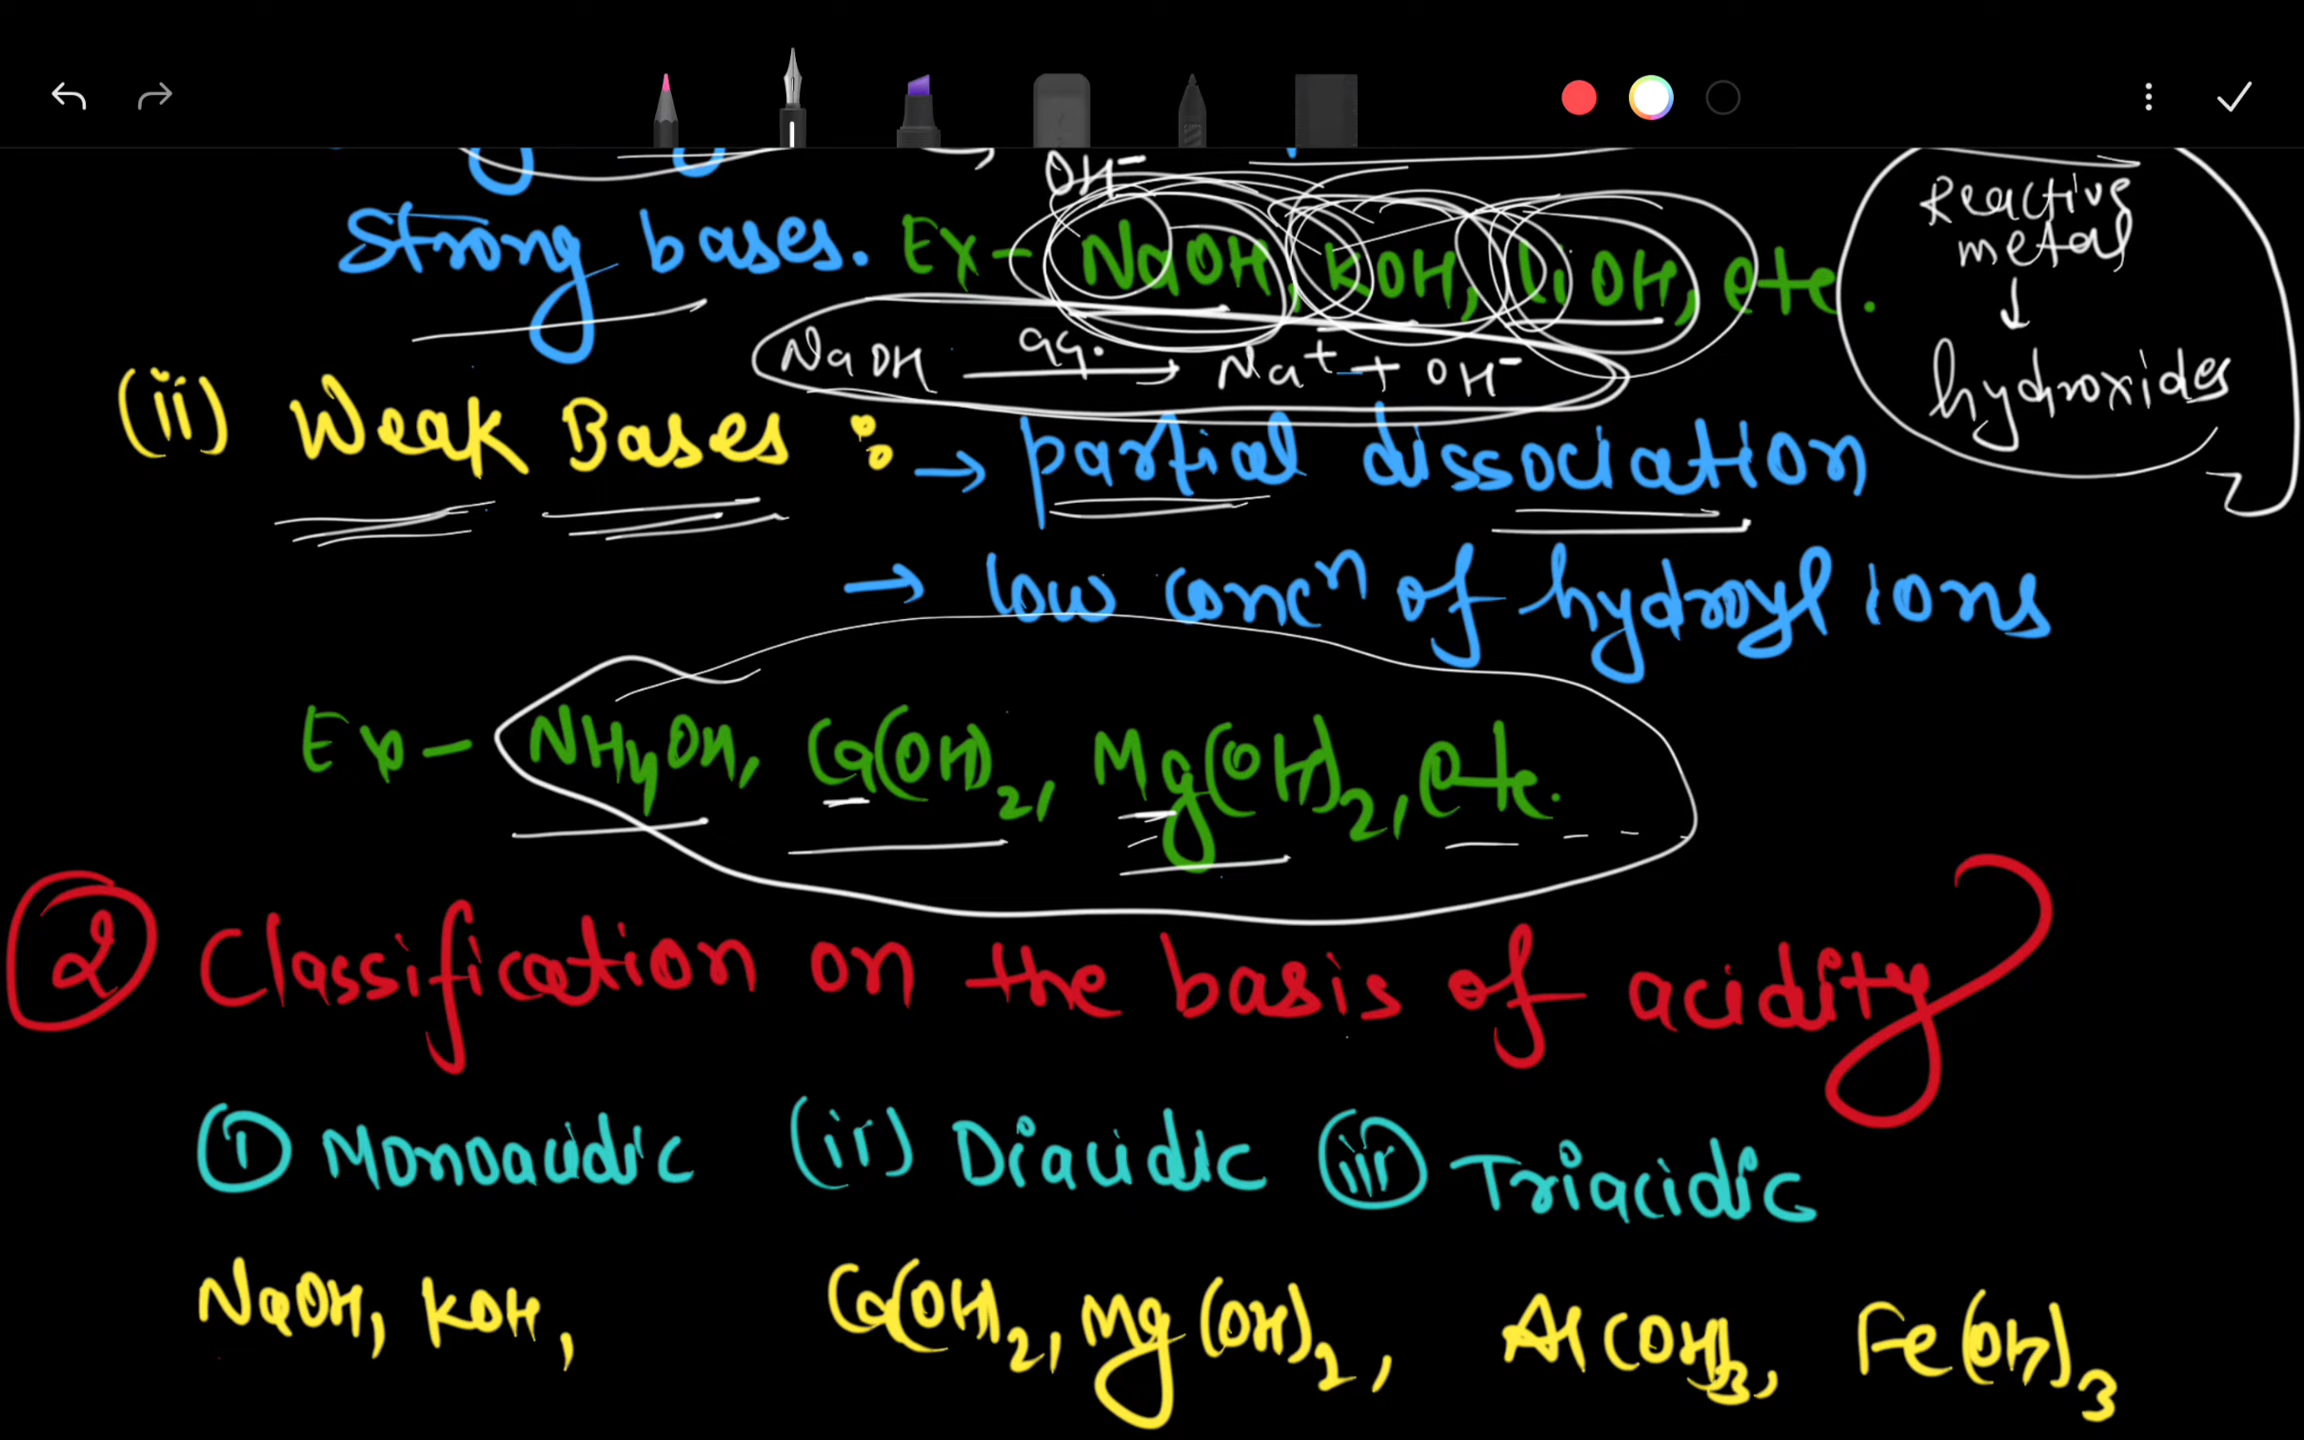 OH⁻
Strong bases. Ex- NaOH, KOH, LiOH, etc.
Reactive
metal
↓
hydroxides
NaOH aq. → Na⁺ + OH⁻
(ii) Weak Bases : → partial dissociation
→ low concⁿ of hydroxyl ions
Ex - NH4OH, Ca(OH)2, Mg(OH)2, etc.
② Classification on the basis of acidity
(i) Monoacidic (ii) Diacidic (iii) Triacidic
NaOH, KOH, Ca(OH)2, Mg(OH)2, Al(OH)3, Fe(OH)3